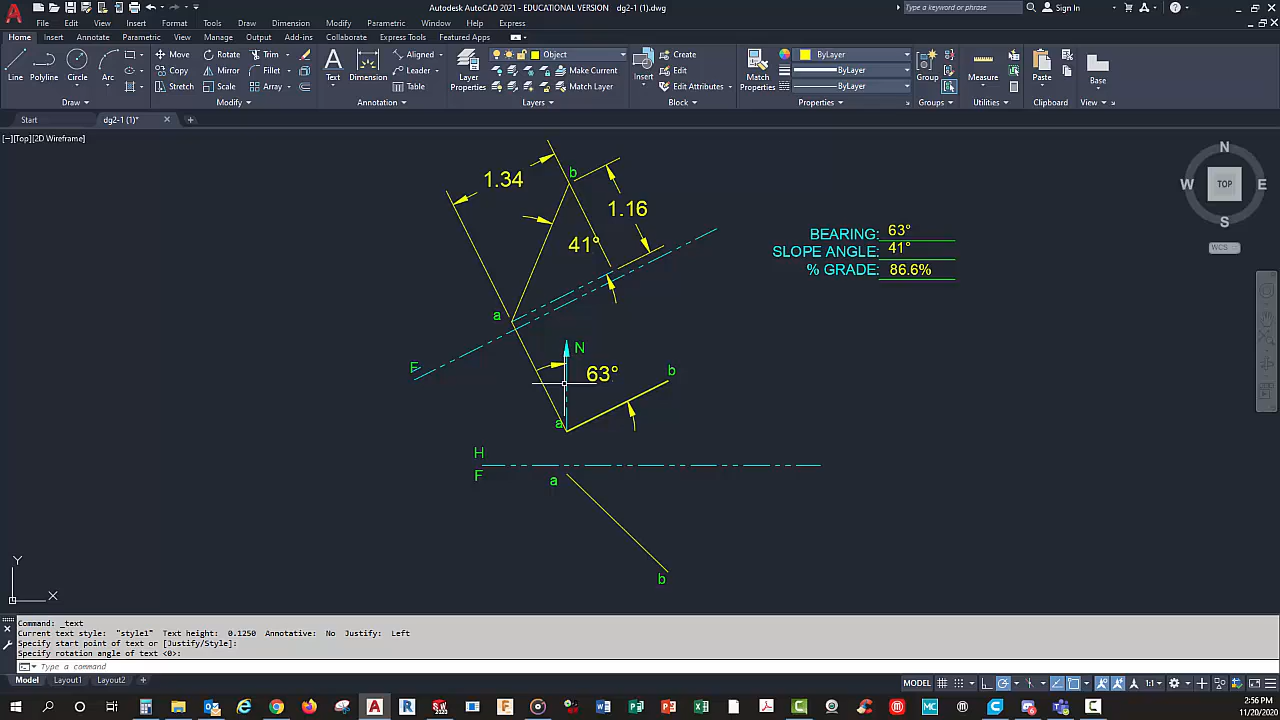 Autodesk AutoCAD 2021 - EDUCATIONAL VERSION dg2-1 (1).dwg
Type a keyword or phrase
Sign In
File Edit View Insert Format Tools Draw Dimension Modify Parametric Window Help Express
Home Insert Annotate Parametric View Manage Output Add-ins Collaborate Express Tools Featured Apps
Line Polyline Circle Arc
Move Rotate Trim
Copy Mirror Fillet
Stretch Scale Array
Text Dimension
Aligned
Leader
Table
Layer Properties
Object
Make Current
Match Layer
Insert
Create
Edit
Edit Attributes
Match Properties
ByLayer
ByLayer
ByLayer
Group
Measure
Paste
Base
Draw Modify Annotation Layers Block Properties Groups Utilities Clipboard View
Start dg2-1 (1)*
[−][Top][2D Wireframe]
N
W TOP E
S
WCS
1.34
b
1.16
41°
BEARING: 63°
SLOPE ANGLE: 41°
% GRADE: 86.6%
a
F
N
63°
b
a
H
F
a
b
Y
X
Command: _text
Current text style: "style1" Text height: 0.1250 Annotative: No Justify: Left
Specify start point of text or [Justify/Style]:
Specify rotation angle of text <0>:
Type a command
Model Layout1 Layout2
MODEL
1:1
2:56 PM
11/20/2020